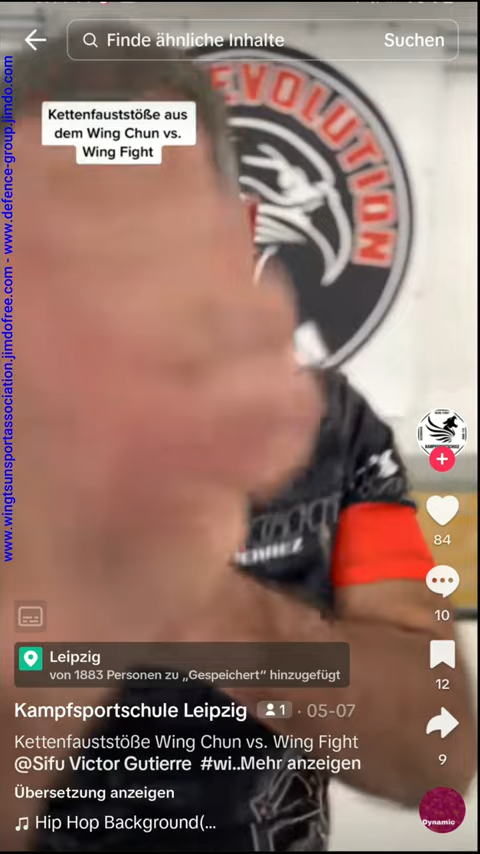 Finde ähnliche Inhalte
Suchen
Kettenfauststöße aus
dem Wing Chun vs.
Wing Fight
EVOLUTION
www.wingtsunsportassociation.jimdofree.com - www.defence-group.jimdo.com
84
10
12
9
Leipzig
von 1883 Personen zu „Gespeichert“ hinzugefügt
Kampfsportschule Leipzig 1 · 05-07
Kettenfauststöße Wing Chun vs. Wing Fight
@Sifu Victor Gutierre #wi..Mehr anzeigen
Übersetzung anzeigen
Hip Hop Background(...
Dynamic